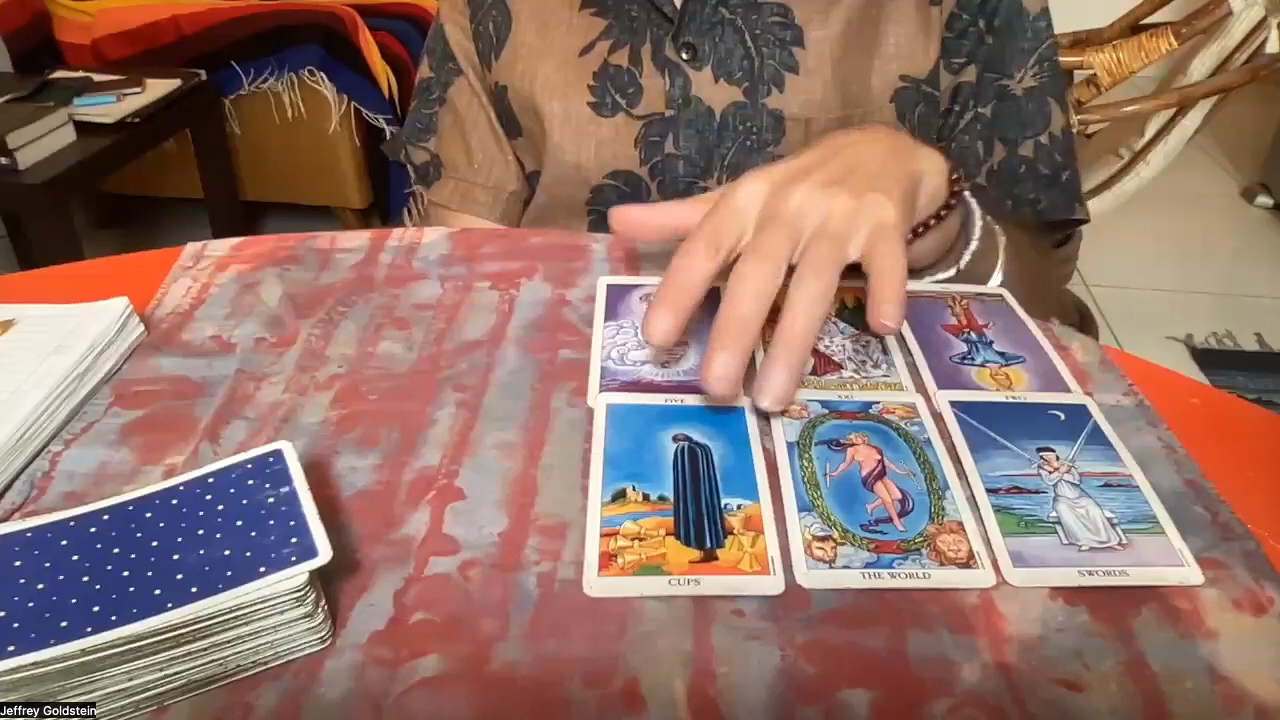 FIVE
XXI
TWO
CUPS
THE WORLD
SWORDS
Jeffrey Goldstein